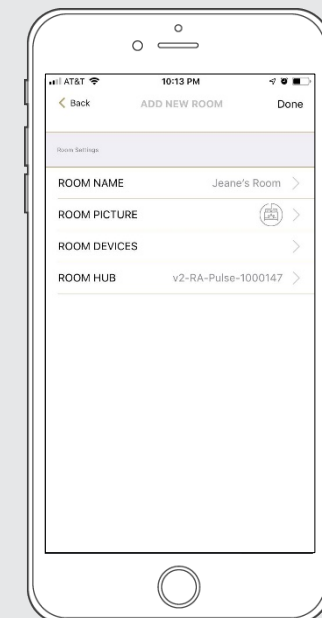 AT&T 10:13 PM
Back ADD NEW ROOM Done
Room Settings
ROOM NAME Jeane's Room
ROOM PICTURE
ROOM DEVICES
ROOM HUB v2-RA-Pulse-1000147